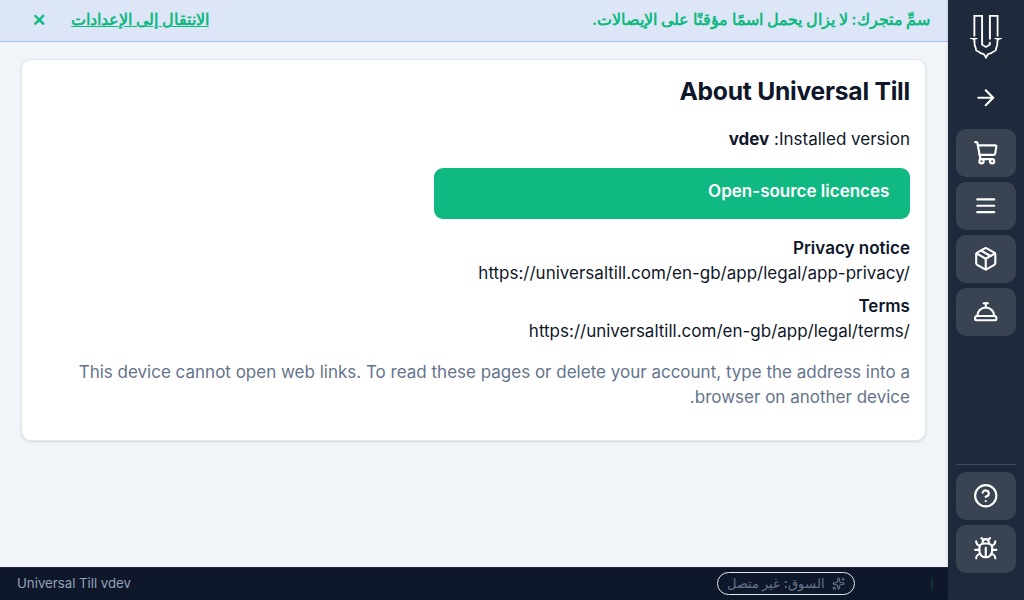 سمِّ متجرك: لا يزال يحمل اسمًا مؤقتًا على الإيصالات.
الانتقال إلى الإعدادات
×
About Universal Till
Installed version: vdev
Open-source licences
Privacy notice
https://universaltill.com/en-gb/app/legal/app-privacy/
Terms
https://universaltill.com/en-gb/app/legal/terms/
This device cannot open web links. To read these pages or delete your account, type the address into a
browser on another device.
السوق: غير متصل
Universal Till vdev